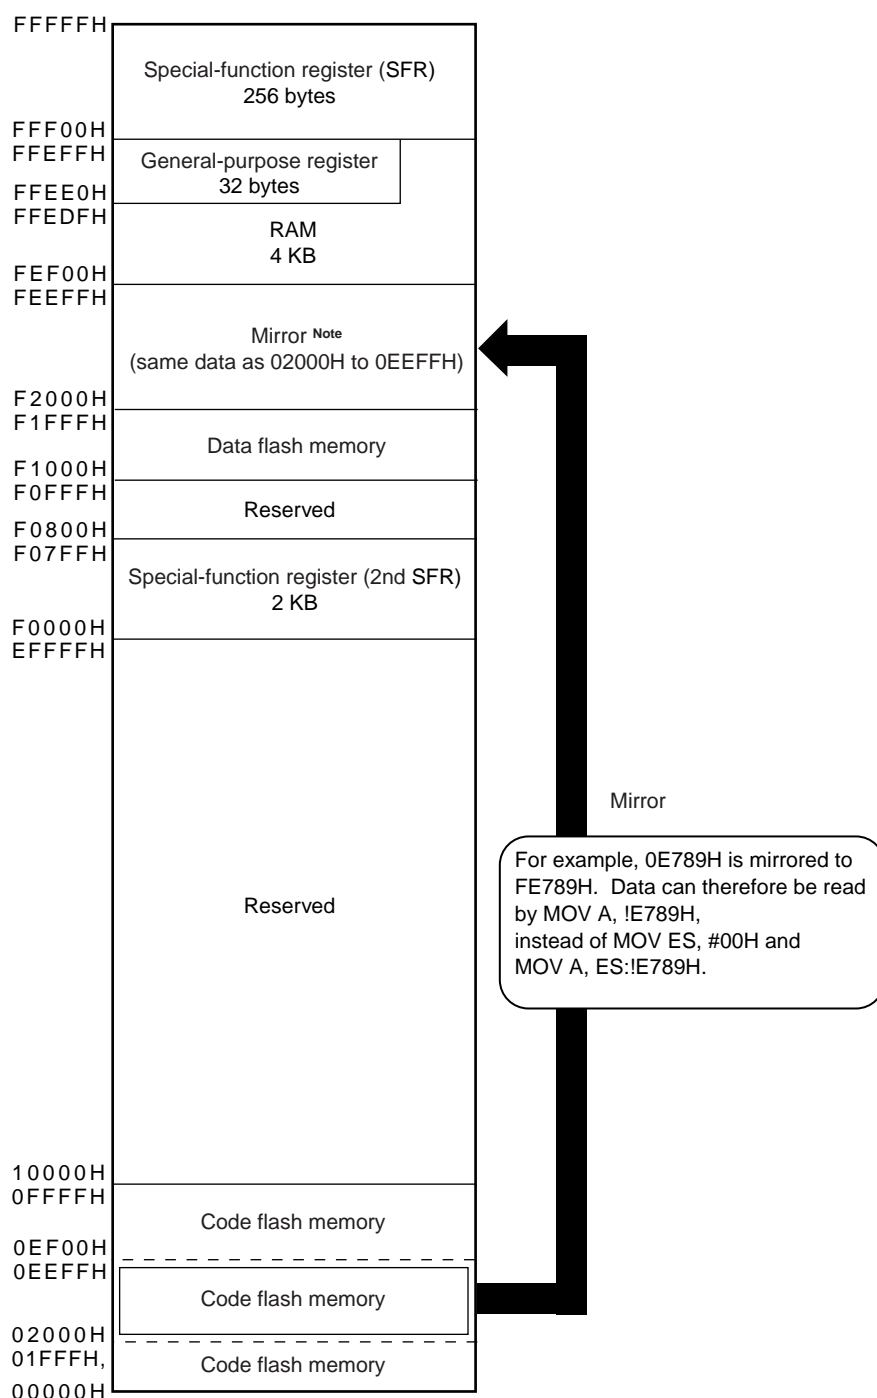 FFFFFH
Special-function register (SFR)
256 bytes
FFF00H
FFEFFH
General-purpose register
32 bytes
FFEE0H
FFEDFH
RAM
4 KB
FEF00H
FEEFFH
Mirror Note
(same data as 02000H to 0EEFFH)
F2000H
F1FFFH
Data flash memory
F1000H
F0FFFH
Reserved
F0800H
F07FFH
Special-function register (2nd SFR)
2 KB
F0000H
EFFFFH
Mirror
For example, 0E789H is mirrored to
FE789H. Data can therefore be read
by MOV A, !E789H,
instead of MOV ES, #00H and
MOV A, ES:!E789H.
Reserved
10000H
0FFFFH
Code flash memory
0EF00H
0EEFFH
Code flash memory
02000H
01FFFH,
Code flash memory
00000H